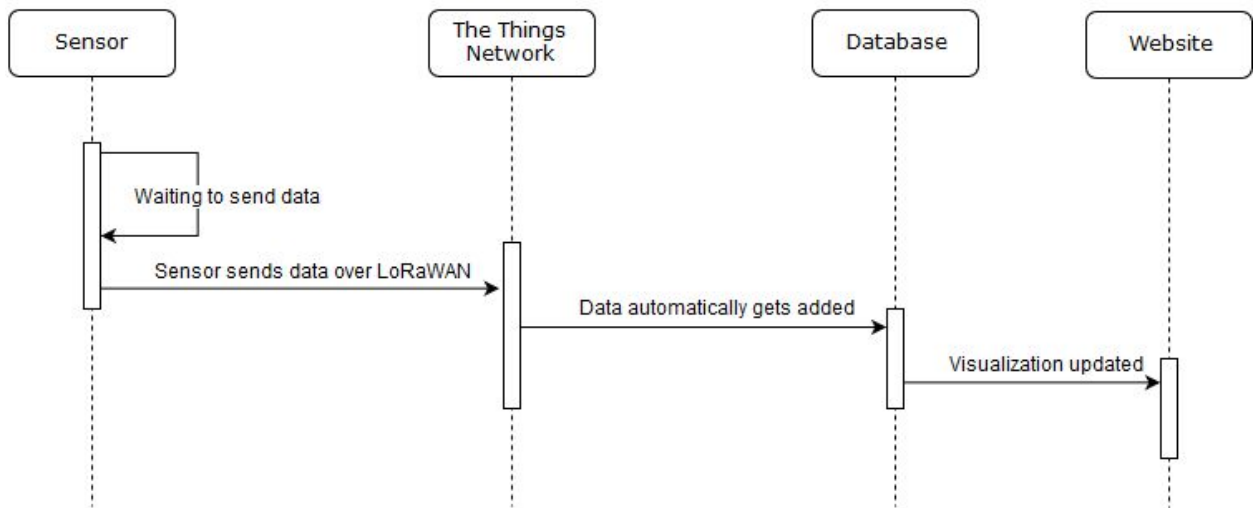 Sensor
The Things
Network
Database
Website
Waiting to send data
Sensor sends data over LoRaWAN
Data automatically gets added
Visualization updated